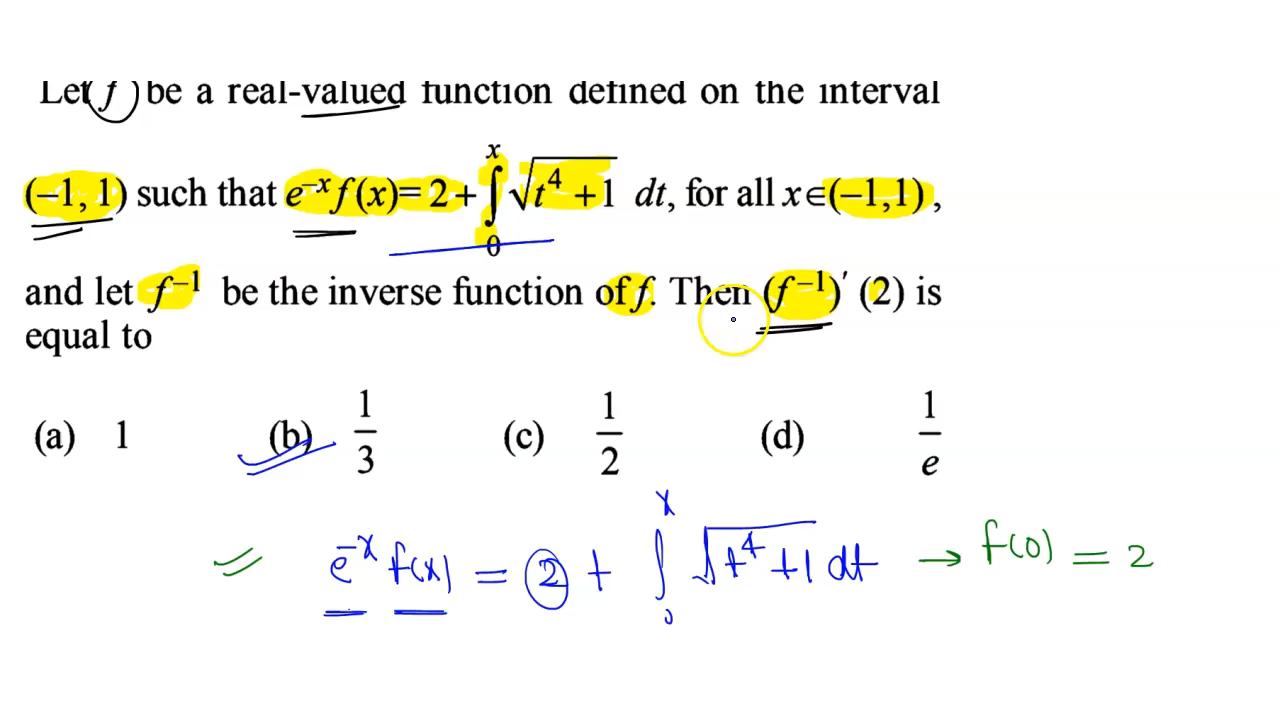 Let f be a real-valued function defined on the interval
(–1, 1) such that e⁻ˣ f(x) = 2 + ∫₀ˣ √(t⁴ + 1) dt, for all x∈(–1,1),
and let f⁻¹ be the inverse function of f. Then (f⁻¹)′ (2) is
equal to
(a) 1 (b) 1/3 (c) 1/2 (d) 1/e
e⁻ˣ f(x) = 2 + ∫₀ˣ √(t⁴ + 1) dt → f(0) = 2